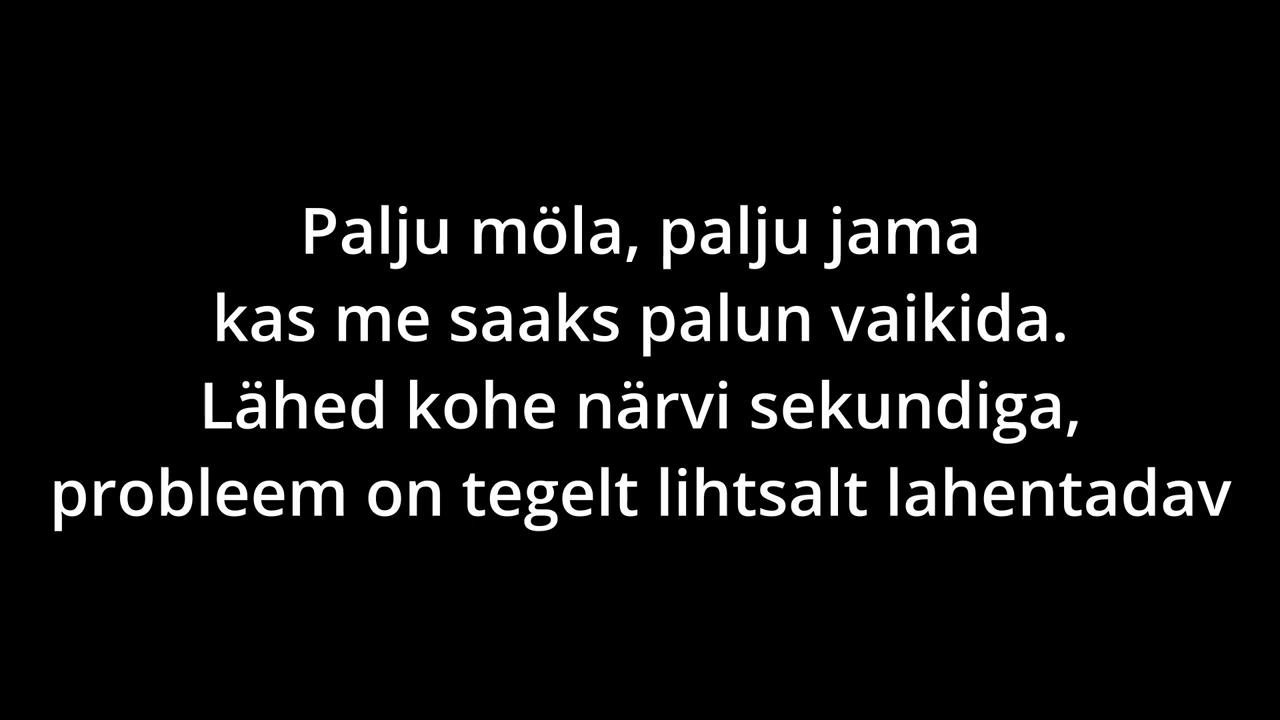 Palju möla, palju jama
kas me saaks palun vaikida.
Lähed kohe närvi sekundiga,
probleem on tegelt lihtsalt lahentadav